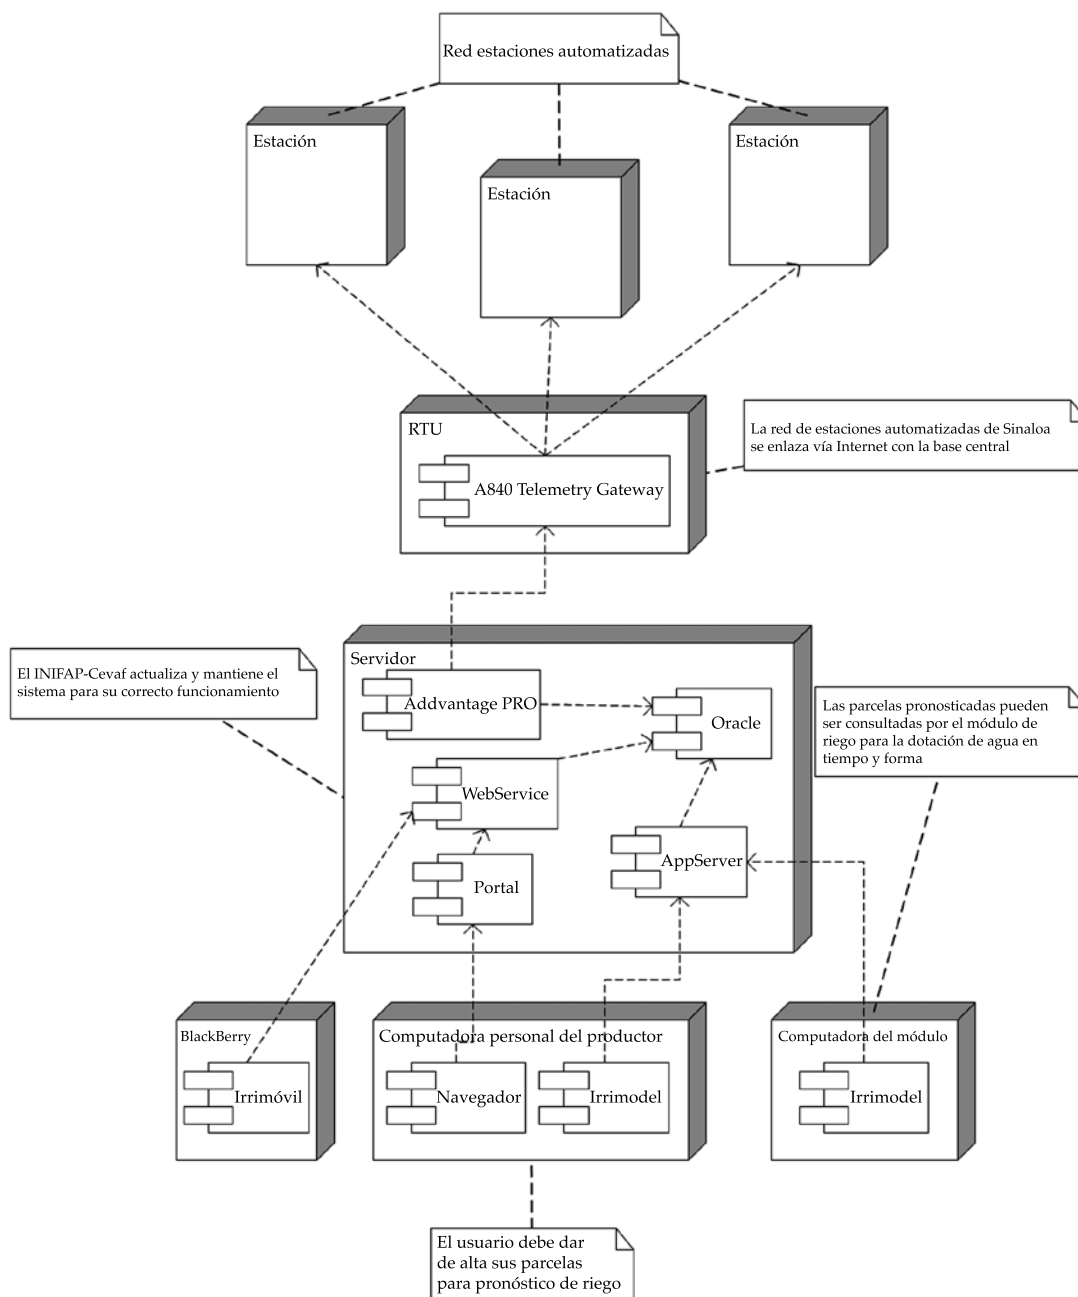 Red estaciones automatizadas
Estación
Estación
Estación
RTU
A840 Telemetry Gateway
La red de estaciones automatizadas de Sinaloa
se enlaza vía Internet con la base central
El INIFAP-Cevaf actualiza y mantiene el
sistema para su correcto funcionamiento
Servidor
Addvantage PRO
Oracle
WebService
AppServer
Portal
Las parcelas pronosticadas pueden
ser consultadas por el módulo de
riego para la dotación de agua en
tiempo y forma
BlackBerry
Irrimóvil
Computadora personal del productor
Navegador
Irrimodel
Computadora del módulo
Irrimodel
El usuario debe dar
de alta sus parcelas
para pronóstico de riego